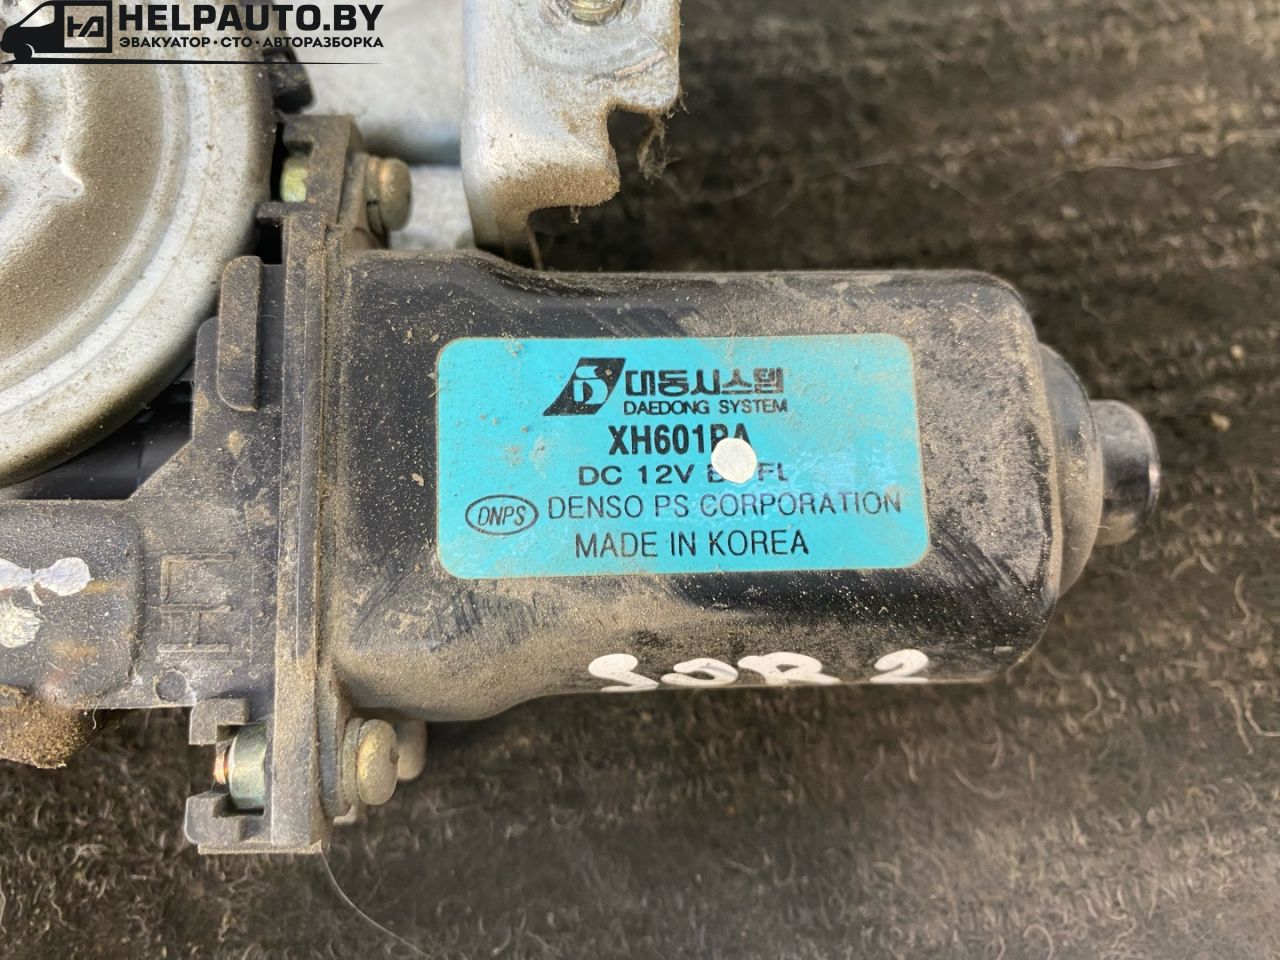 HELPAUTO.BY
ЭВАКУАТОР•СТО•АВТОРАЗБОРКА
대동시스템
DAEDONG SYSTEM
DC 12V
DNPS DENSO PS CORPORATION
MADE IN KOREA